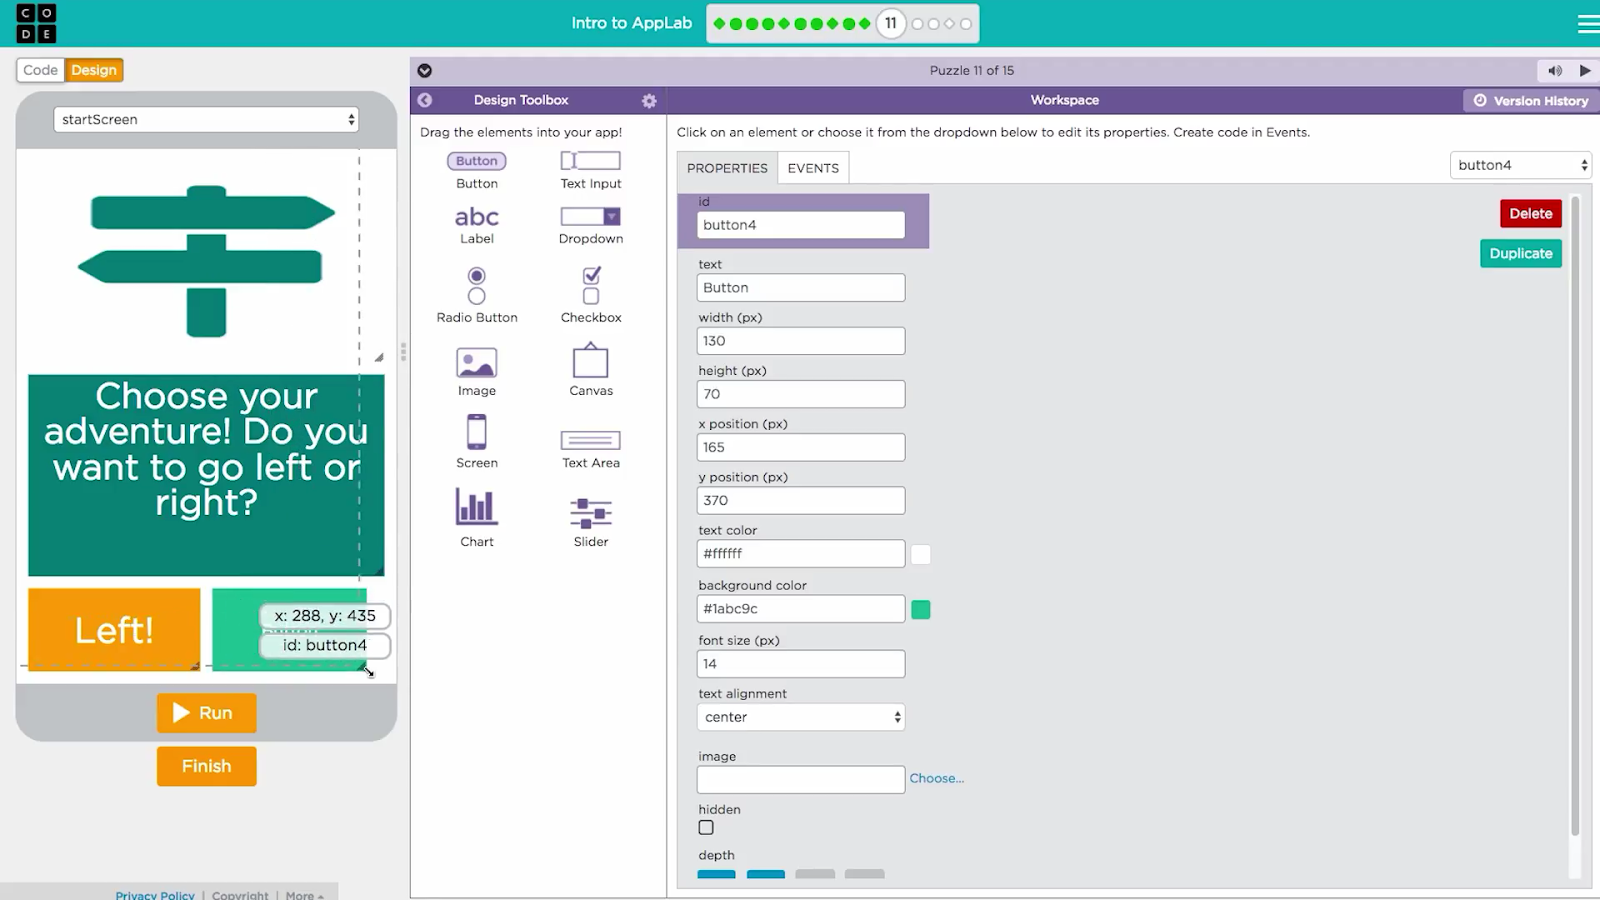 C O
D E
Intro to AppLab
11
Code
Design
Puzzle 11 of 15
startScreen
Design Toolbox
Workspace
Version History
Drag the elements into your app!
Click on an element or choose it from the dropdown below to edit its properties. Create code in Events.
Button
Button
Text Input
abc
Label
Dropdown
Radio Button
Checkbox
Image
Canvas
Screen
Text Area
Chart
Slider
PROPERTIES
EVENTS
button4
id
button4
Delete
Duplicate
text
Button
width (px)
130
height (px)
70
x position (px)
165
y position (px)
370
text color
#ffffff
background color
#1abc9c
font size (px)
14
text alignment
center
image
Choose...
hidden
depth
Choose your
adventure! Do you
want to go left or
right?
Left!
x: 288, y: 435
id: button4
Run
Finish
Privacy Policy | Copyright | More